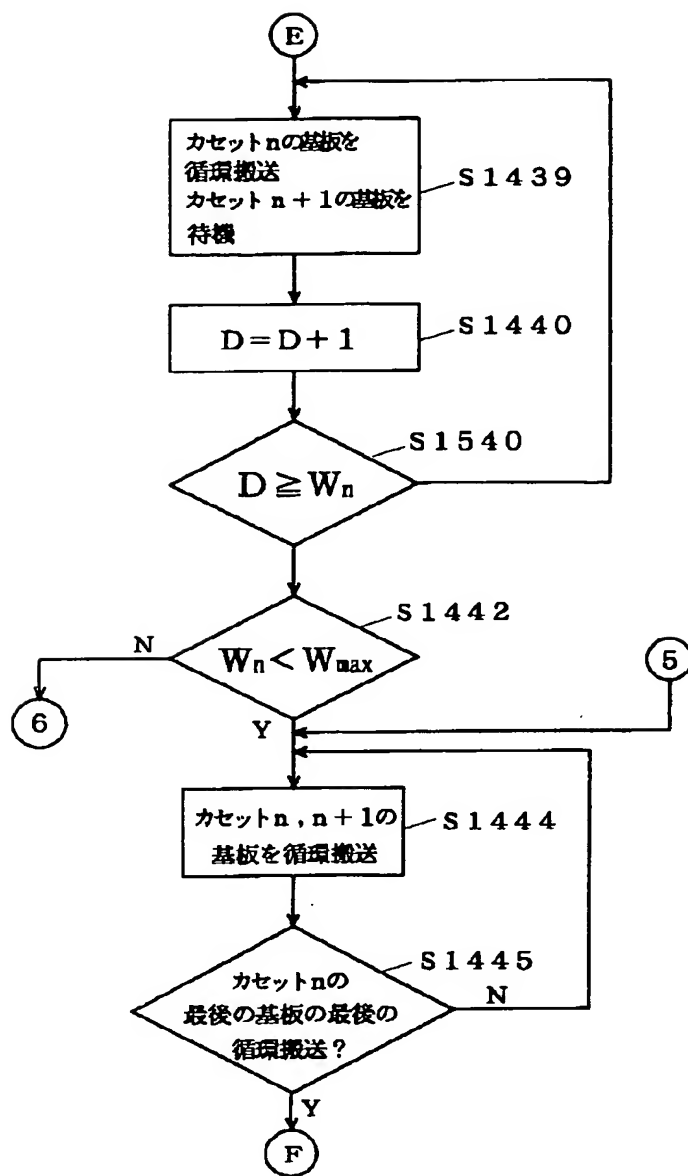 E
カセットnの基板を
循環搬送
カセットn+1の基板を
待機
S1439
D=D+1
S1440
S1540
D≧Wn
S1442
N
Wn<Wmax
5
6
Y
カセットn,n+1の
基板を循環搬送
S1444
S1445
カセットnの
最後の基板の最後の
循環搬送?
N
Y
F